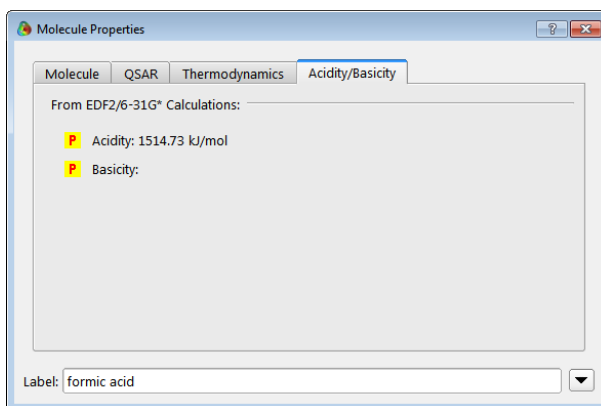 Molecule Properties
Molecule QSAR Thermodynamics Acidity/Basicity
From EDF2/6-31G* Calculations:
P Acidity: 1514.73 kJ/mol
P Basicity:
Label: formic acid